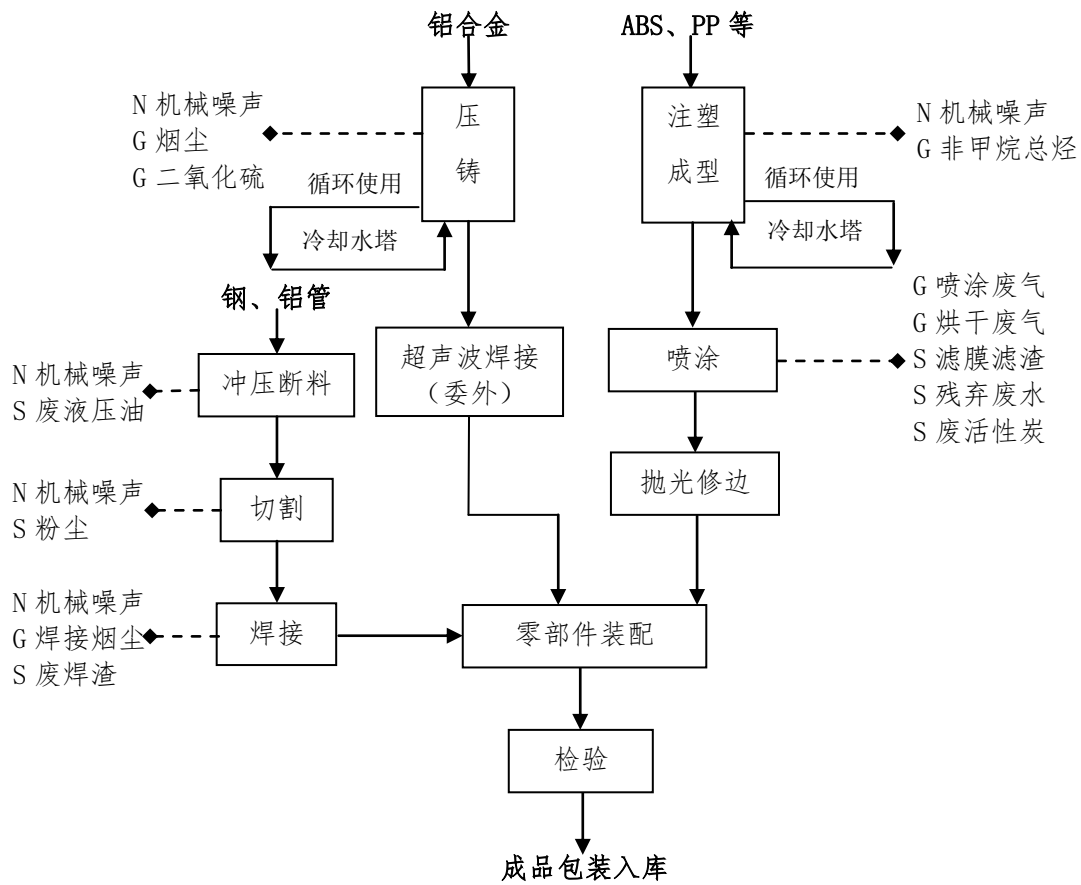 铝合金
ABS、PP 等
N 机械噪声
G 烟尘
G 二氧化硫
压
铸
注塑
成型
N 机械噪声
G 非甲烷总烃
循环使用
冷却水塔
循环使用
冷却水塔
钢、铝管
G 喷涂废气
G 烘干废气
S 滤膜滤渣
S 残弃废水
S 废活性炭
N 机械噪声
S 废液压油
冲压断料
超声波焊接
（委外）
喷涂
N 机械噪声
S 粉尘
切割
抛光修边
N 机械噪声
G 焊接烟尘
S 废焊渣
焊接
零部件装配
检验
成品包装入库